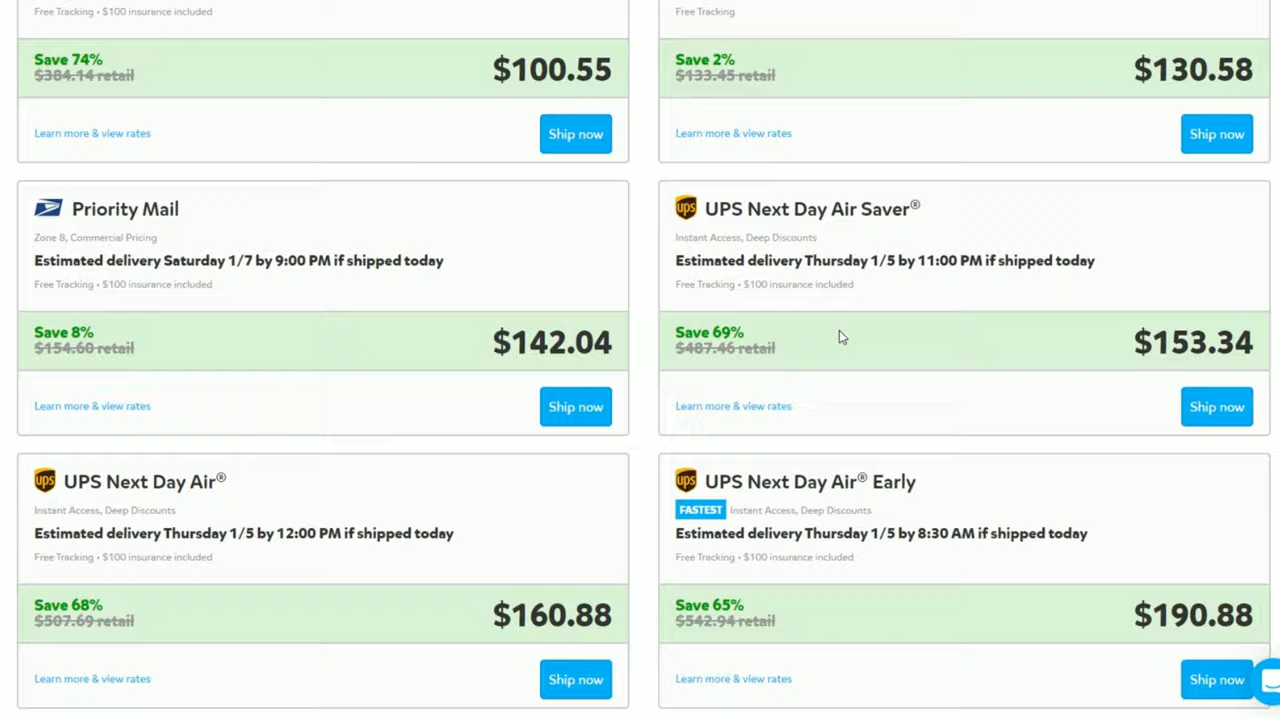 Free Tracking • $100 insurance included
Save 74%
$384.14 retail
$100.55
Learn more & view rates
Ship now
Free Tracking
Save 2%
$133.45 retail
$130.58
Learn more & view rates
Ship now
Priority Mail
Zone 8, Commercial Pricing
Estimated delivery Saturday 1/7 by 9:00 PM if shipped today
Free Tracking • $100 insurance included
Save 8%
$154.60 retail
$142.04
Learn more & view rates
Ship now
ups UPS Next Day Air Saver®
Instant Access, Deep Discounts
Estimated delivery Thursday 1/5 by 11:00 PM if shipped today
Free Tracking • $100 insurance included
Save 69%
$487.46 retail
$153.34
Learn more & view rates
Ship now
ups UPS Next Day Air®
Instant Access, Deep Discounts
Estimated delivery Thursday 1/5 by 12:00 PM if shipped today
Free Tracking • $100 insurance included
Save 68%
$507.69 retail
$160.88
Learn more & view rates
Ship now
ups UPS Next Day Air® Early
FASTEST Instant Access, Deep Discounts
Estimated delivery Thursday 1/5 by 8:30 AM if shipped today
Free Tracking • $100 insurance included
Save 65%
$542.94 retail
$190.88
Learn more & view rates
Ship now